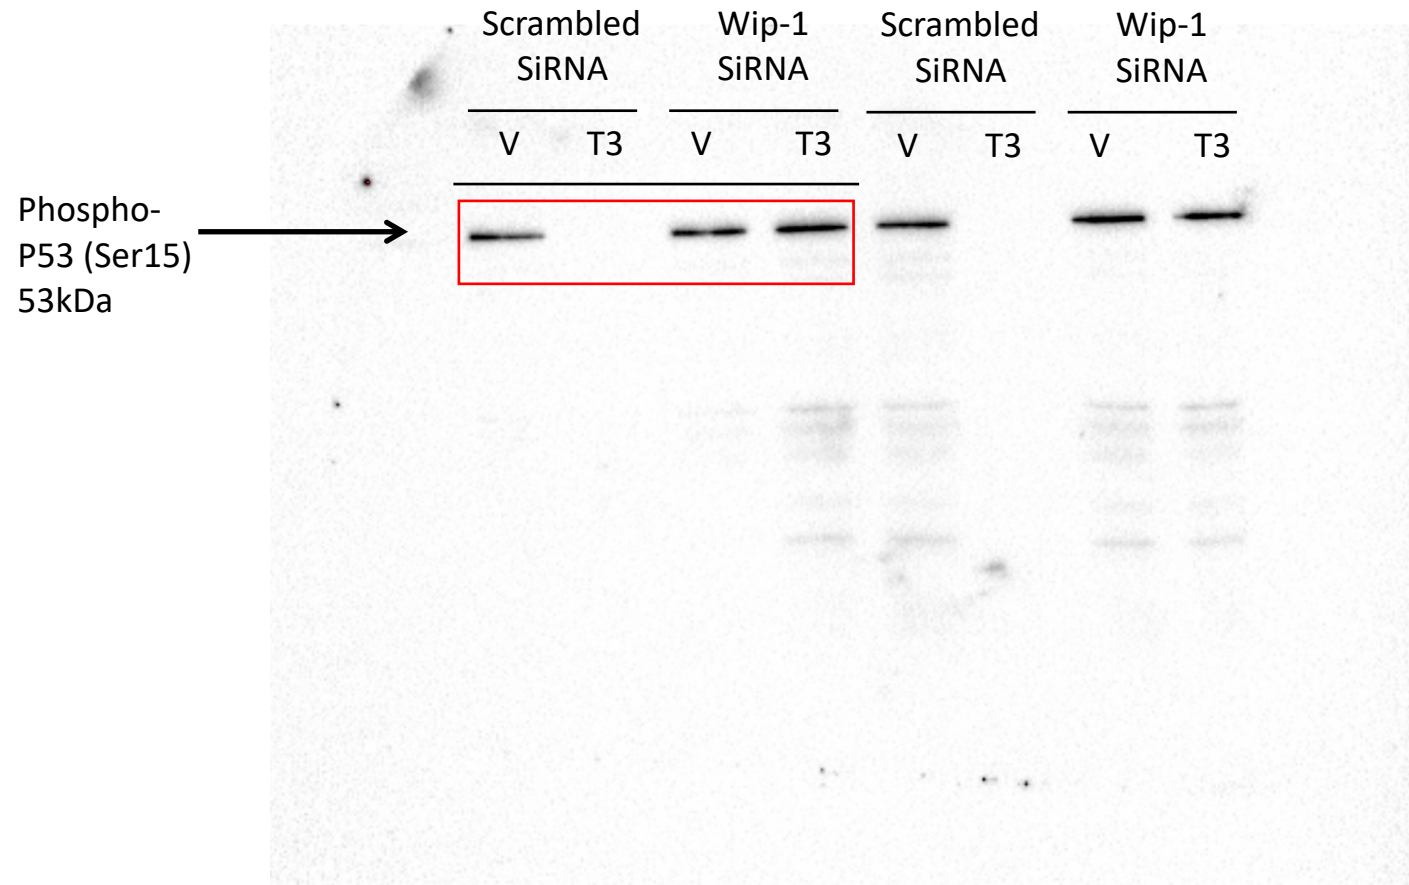 Scrambled SiRNA
Wip-1 SiRNA
Scrambled SiRNA
Wip-1 SiRNA
V T3 V T3 V T3 V T3
Phospho-
P53 (Ser15)
53kDa